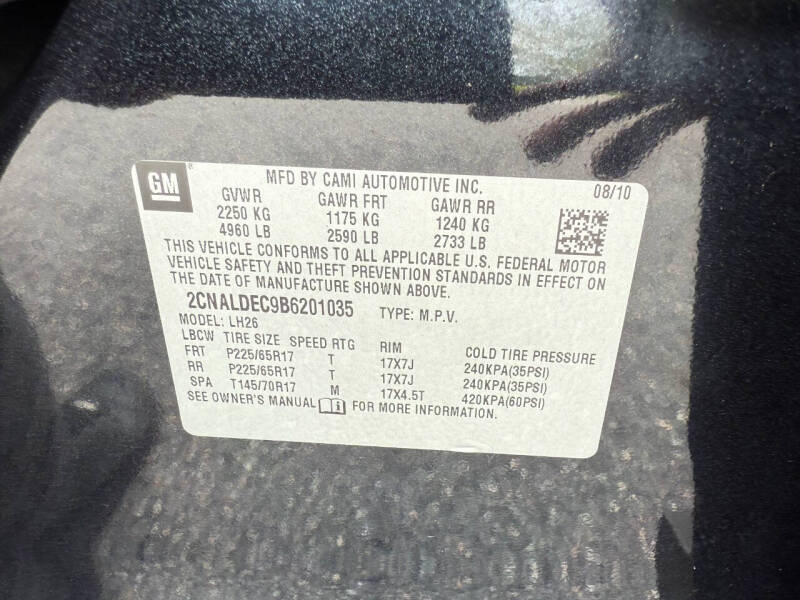 GM ® MFD BY CAMI AUTOMOTIVE INC. 08/10
GVWR GAWR FRT GAWR RR
2250 KG 1175 KG 1240 KG
4960 LB 2590 LB 2733 LB
THIS VEHICLE CONFORMS TO ALL APPLICABLE U.S. FEDERAL MOTOR
VEHICLE SAFETY AND THEFT PREVENTION STANDARDS IN EFFECT ON
THE DATE OF MANUFACTURE SHOWN ABOVE.
2CNALDEC9B6201035 TYPE: M.P.V.
MODEL: LH26
LBCW TIRE SIZE SPEED RTG RIM COLD TIRE PRESSURE
FRT P225/65R17 T 17X7J 240KPA(35PSI)
RR P225/65R17 T 17X7J 240KPA(35PSI)
SPA T145/70R17 M 17X4.5T 420KPA(60PSI)
SEE OWNER'S MANUAL FOR MORE INFORMATION.